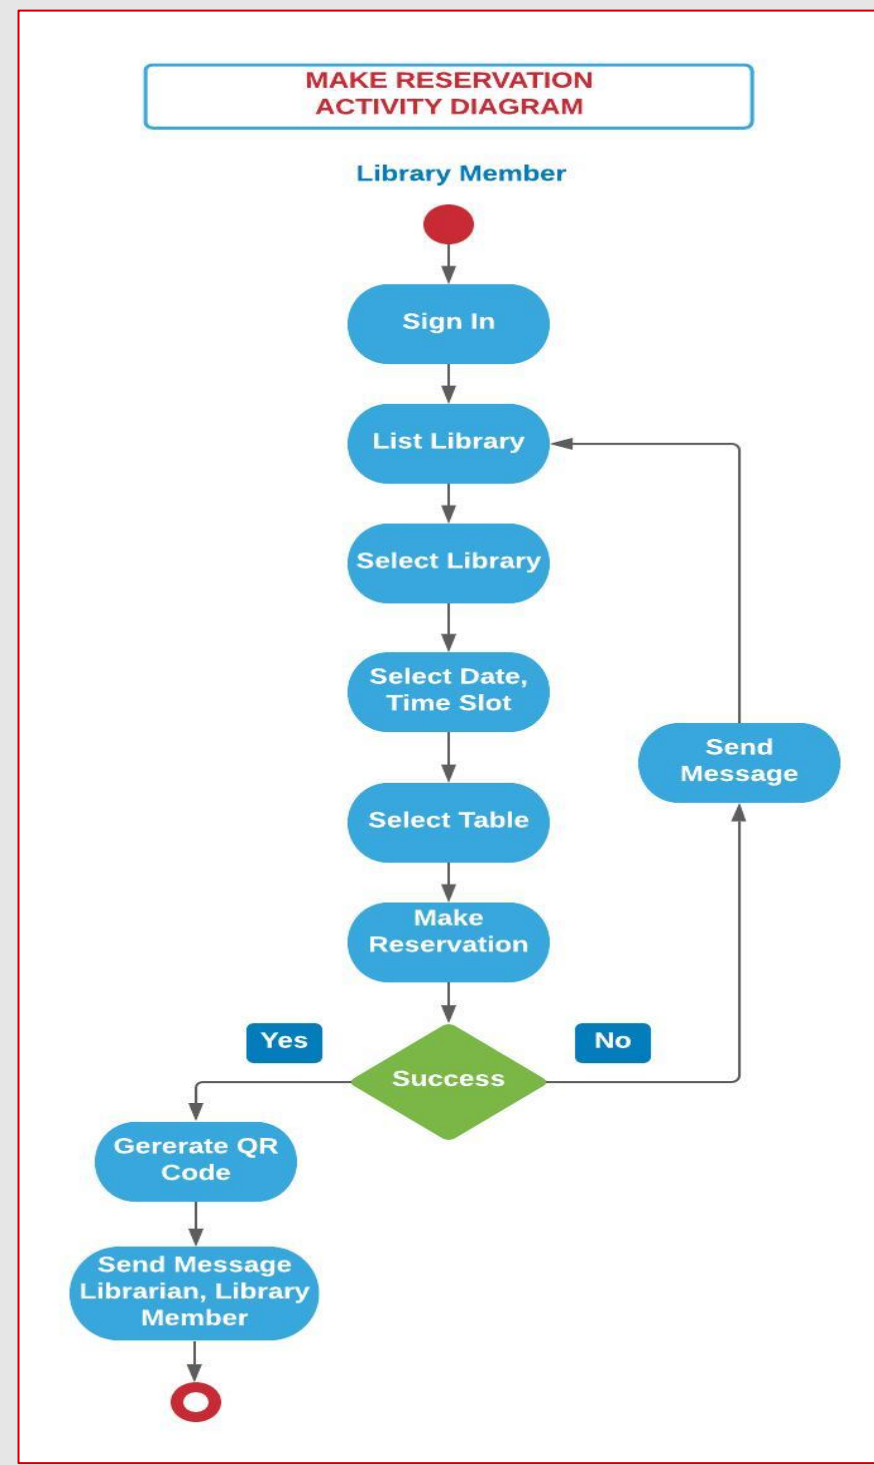 MAKE RESERVATION
ACTIVITY DIAGRAM
Library Member
Sign In
List Library
Select Library
Select Date,
Time Slot
Send
Message
Select Table
Make
Reservation
Yes
No
Success
Gererate QR
Code
Send Message
Librarian, Library
Member